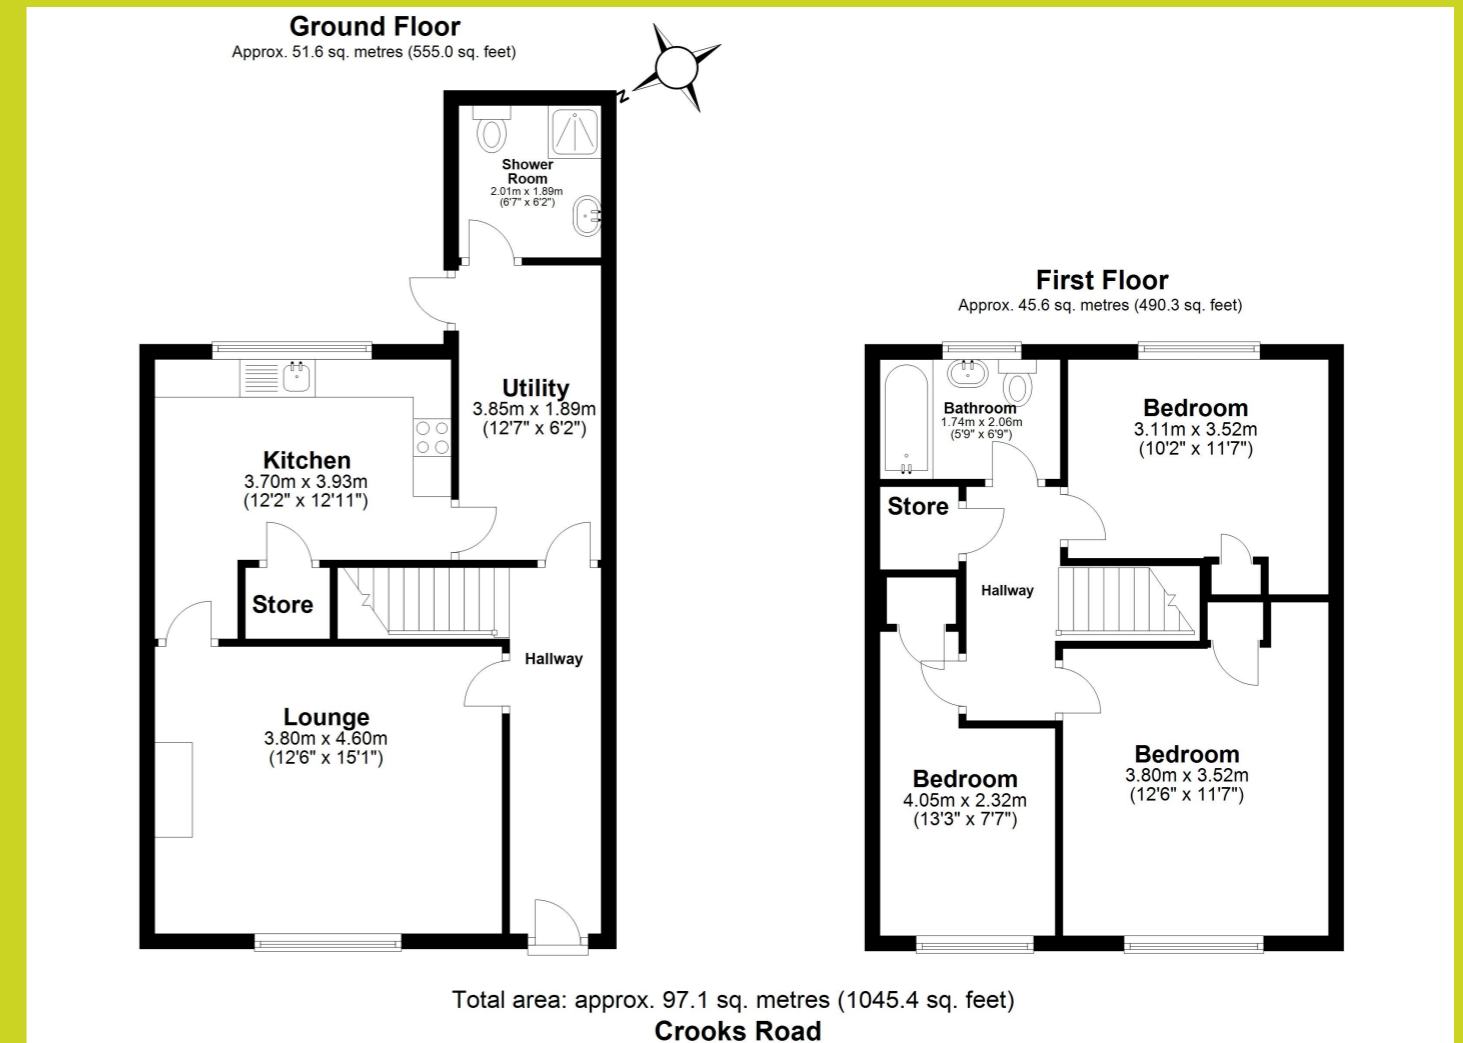 Ground Floor
Approx. 51.6 sq. metres (555.0 sq. feet)
N
Shower
Room
2.01m x 1.89m
(6'7" x 6'2")
Utility
3.85m x 1.89m
(12'7" x 6'2")
Kitchen
3.70m x 3.93m
(12'2" x 12'11")
Store
Hallway
Lounge
3.80m x 4.60m
(12'6" x 15'1")
First Floor
Approx. 45.6 sq. metres (490.3 sq. feet)
Bathroom
1.74m x 2.06m
(5'9" x 6'9")
Bedroom
3.11m x 3.52m
(10'2" x 11'7")
Store
Hallway
Bedroom
4.05m x 2.32m
(13'3" x 7'7")
Bedroom
3.80m x 3.52m
(12'6" x 11'7")
Total area: approx. 97.1 sq. metres (1045.4 sq. feet)
Crooks Road